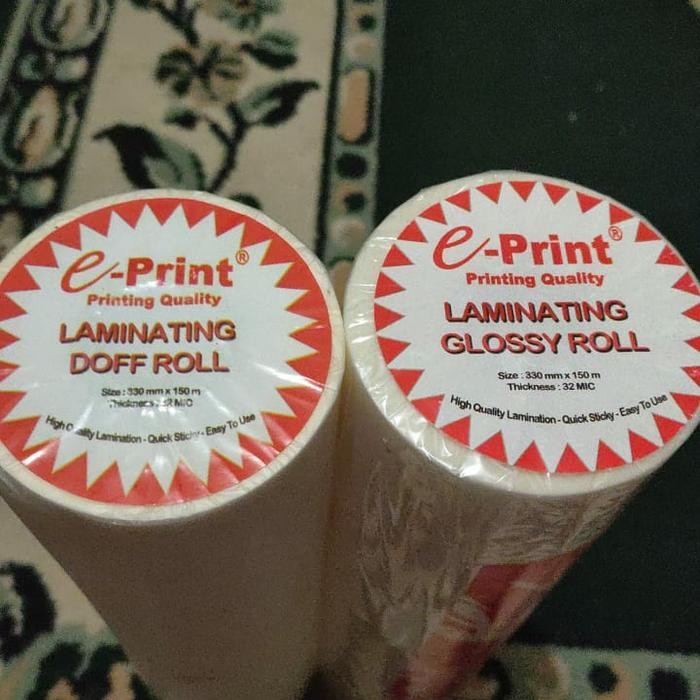 e-Print®
Printing Quality
LAMINATING
DOFF ROLL
Size : 330 mm x 150 m
Thickness : MIC
High Quality Lamination - Quick Sticky - Easy To Use
e-Print®
Printing Quality
LAMINATING
GLOSSY ROLL
Size : 330 mm x 150 m
Thickness : 32 MIC
High Quality Lamination - Quick Sticky - Easy To Use